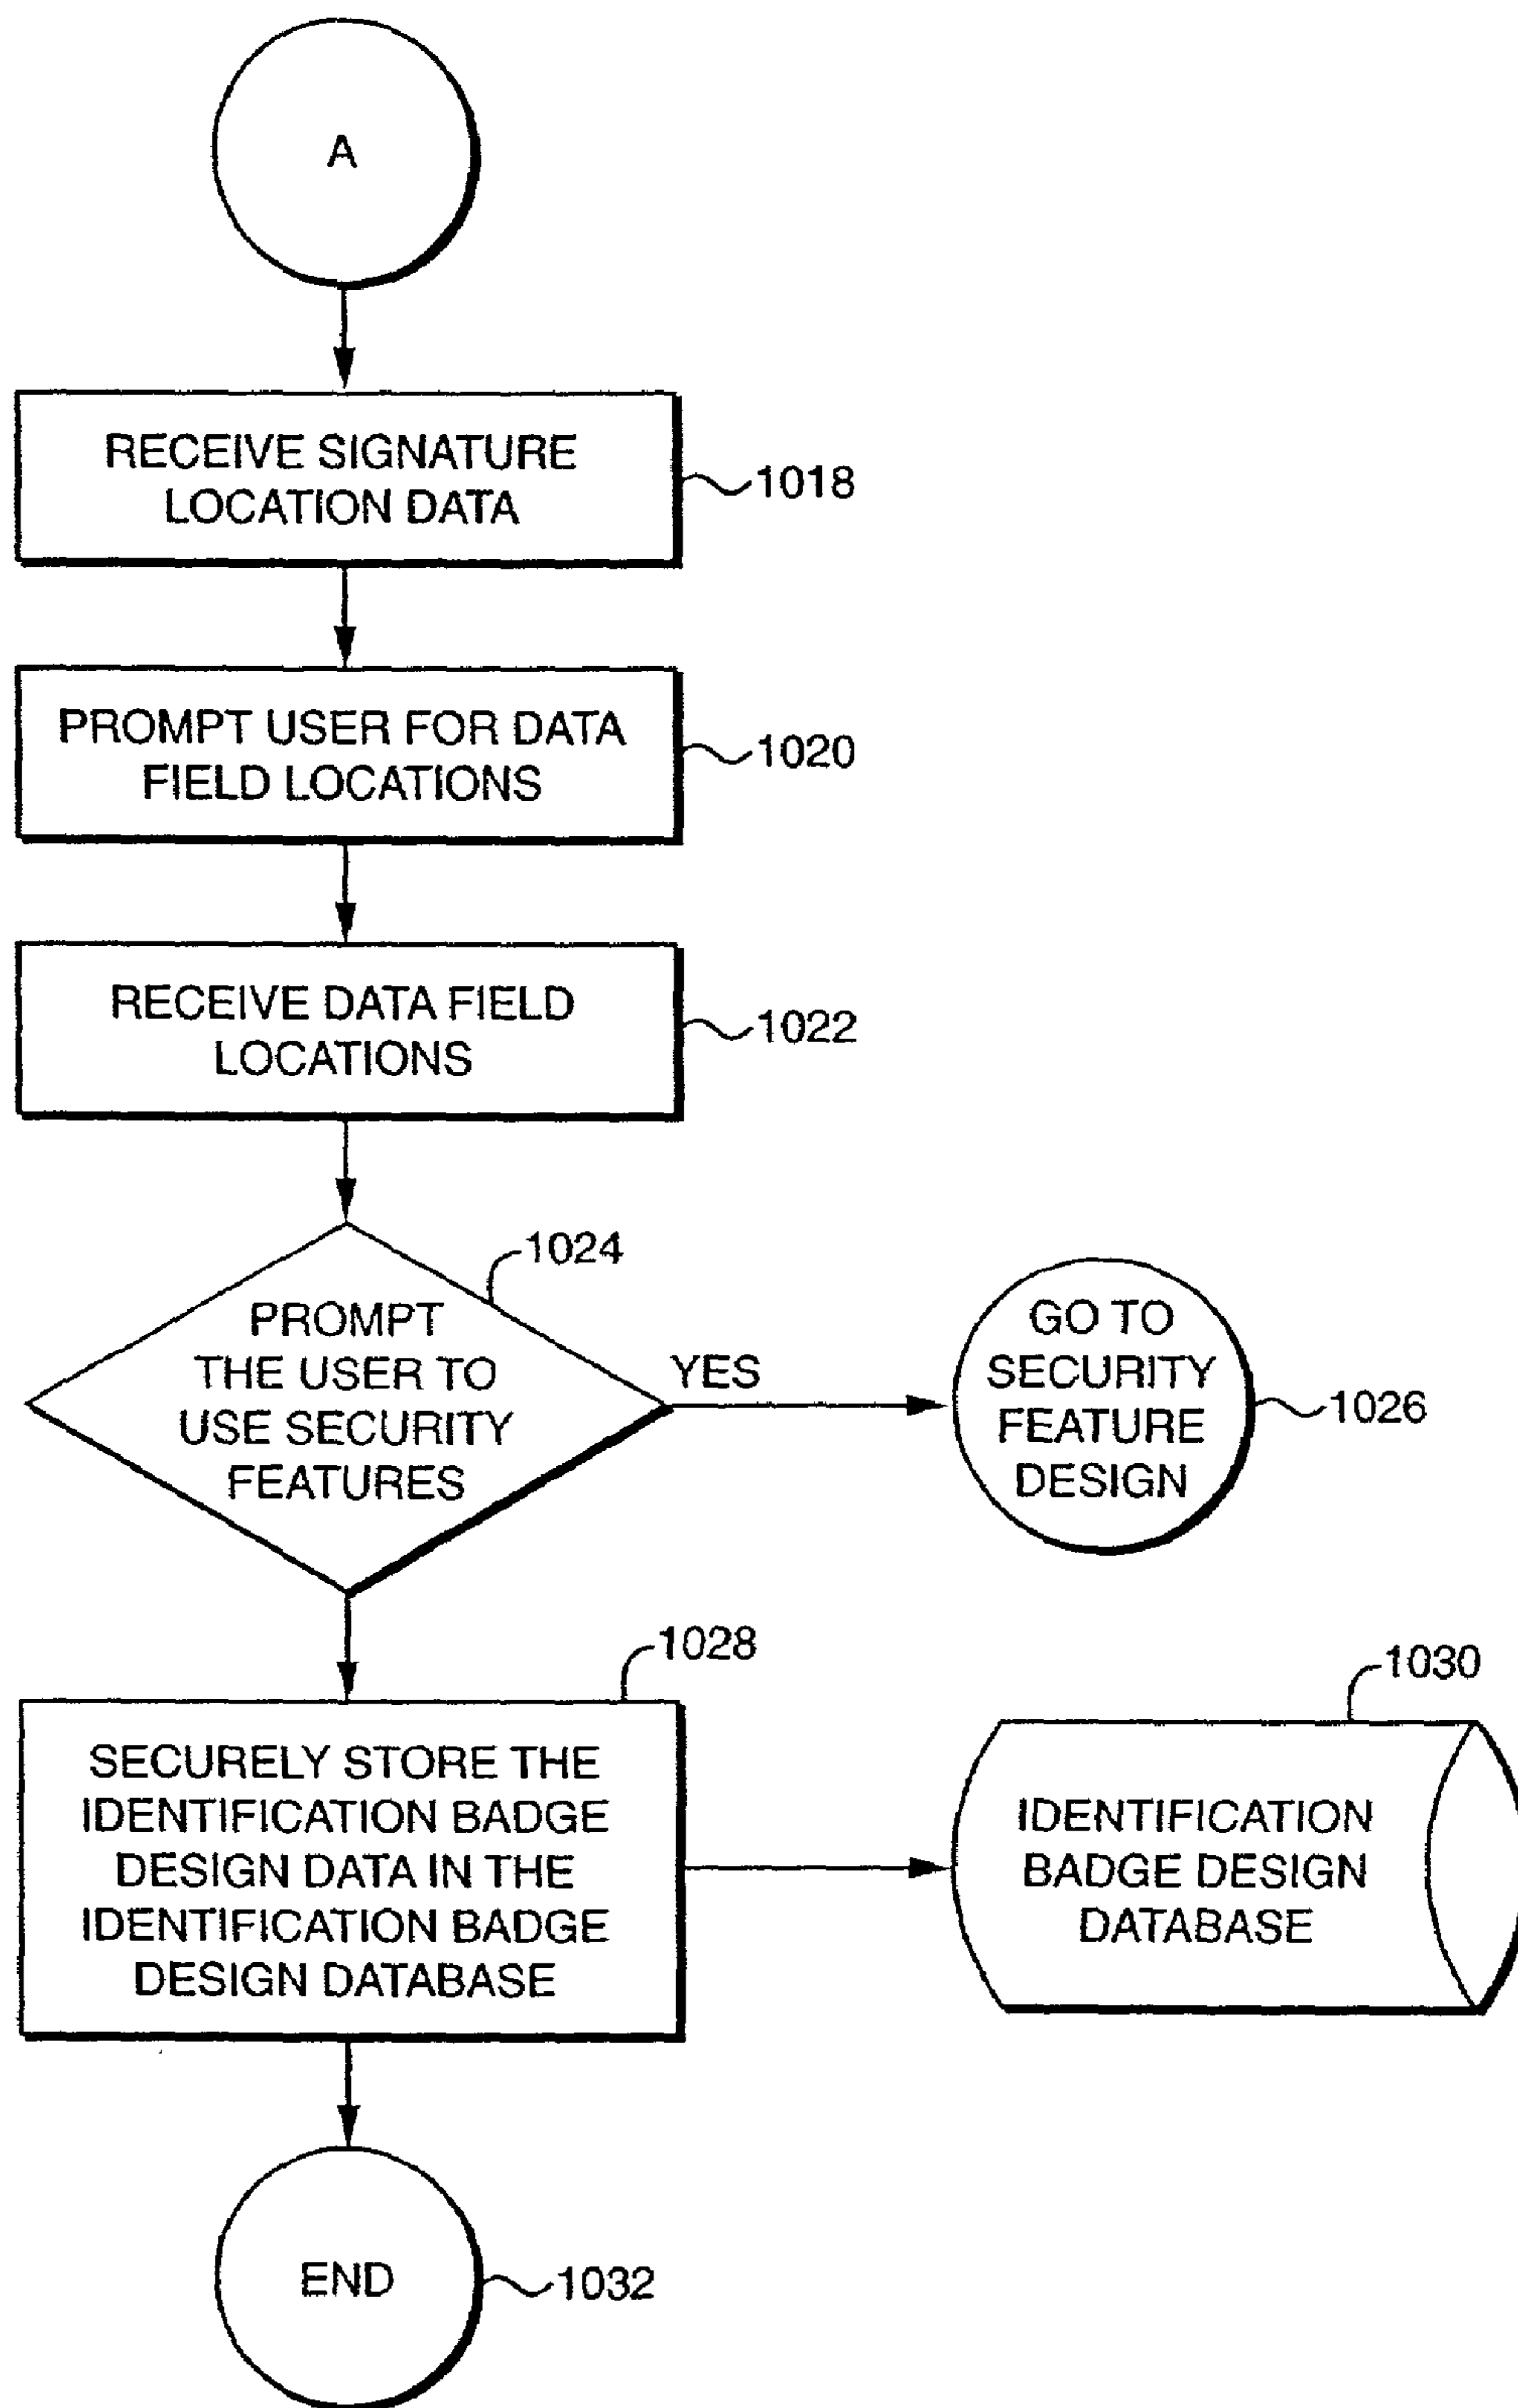 A
RECEIVE SIGNATURE
LOCATION DATA
1018
PROMPT USER FOR DATA
FIELD LOCATIONS
1020
RECEIVE DATA FIELD
LOCATIONS
1022
1024
PROMPT
THE USER TO
USE SECURITY
FEATURES
YES
GO TO
SECURITY
FEATURE
DESIGN
1026
1028
SECURELY STORE THE
IDENTIFICATION BADGE
DESIGN DATA IN THE
IDENTIFICATION BADGE
DESIGN DATABASE
1030
IDENTIFICATION
BADGE DESIGN
DATABASE
END
1032